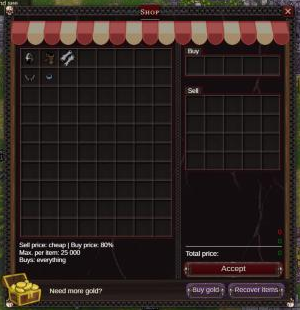 Shop
Buy
Sell
Sell price: cheap | Buy price: 80%
Max. per item: 25 000
Buys: everything
Total price:
Accept
Need more gold?
Buy gold
Recover items